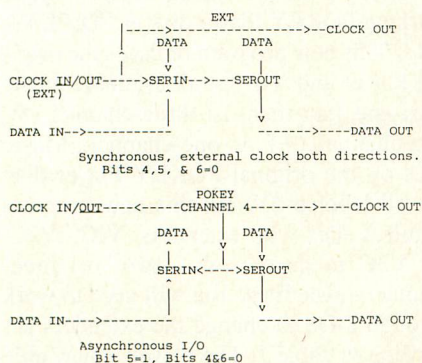 EXT
->------------------->--CLOCK OUT
DATA DATA
CLOCK IN/OUT---->SERIN->---SEROUT
(EXT)
DATA IN-->--------- ------->---DATA OUT
Synchronous, external clock both directions.
Bits 4,5, & 6=0
POKEY
CLOCK IN/OUT----<-----CHANNEL 4------->----CLOCK OUT
DATA DATA
SERIN<---->SEROUT
DATA IN-->--------- ------->---DATA OUT
Asynchronous I/O
Bit 5=1, Bits 4&6=0